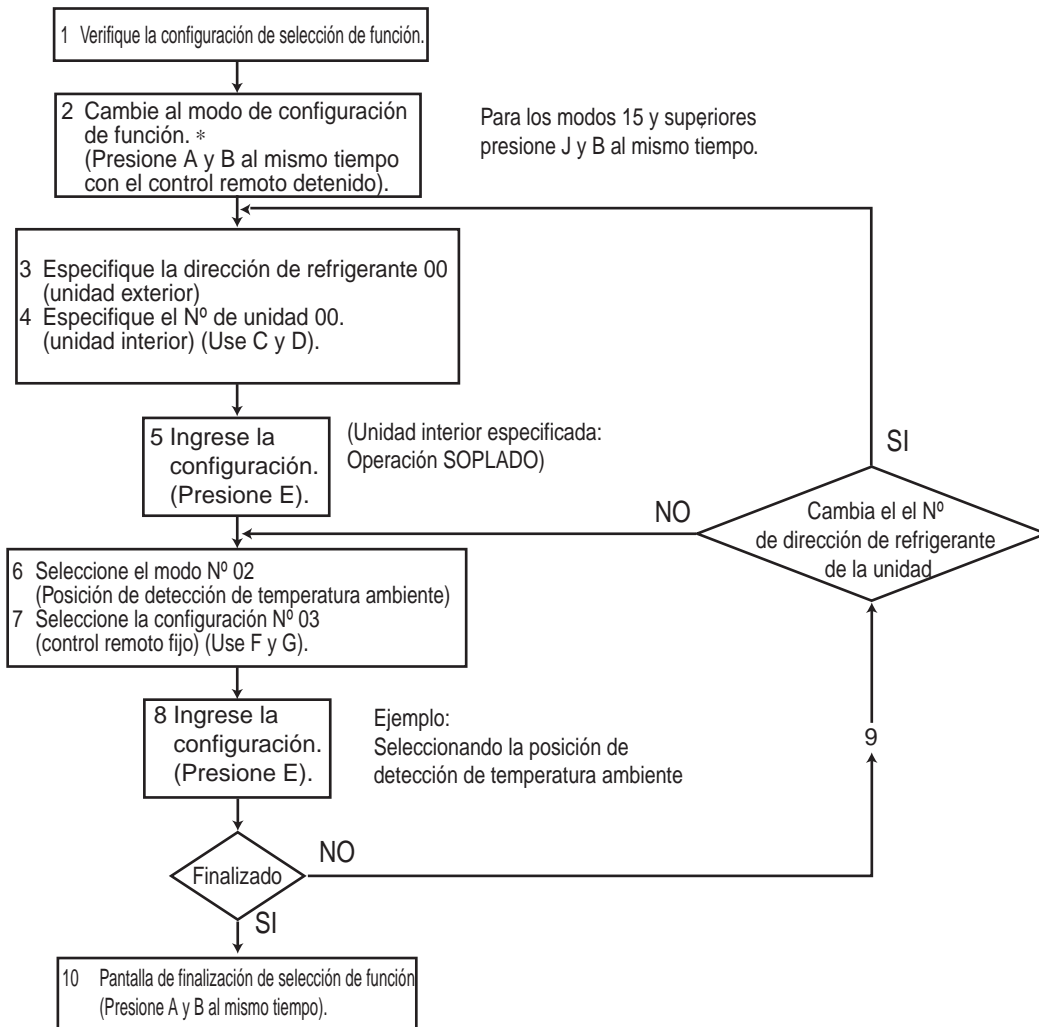 1 Verifique la configuración de selección de función.
2 Cambie al modo de configuración
de función. *
(Presione A y B al mismo tiempo
con el control remoto detenido).
Para los modos 15 y superiores
presione J y B al mismo tiempo.
3 Especifique la dirección de refrigerante 00
(unidad exterior)
4 Especifique el Nº de unidad 00.
(unidad interior) (Use C y D).
5 Ingrese la
configuración.
(Presione E).
(Unidad interior especificada:
Operación SOPLADO)
SI
NO
Cambia el el Nº
de dirección de refrigerante
de la unidad
6 Seleccione el modo Nº 02
(Posición de detección de temperatura ambiente)
7 Seleccione la configuración Nº 03
(control remoto fijo) (Use F y G).
8 Ingrese la
configuración.
(Presione E).
Ejemplo:
Seleccionando la posición de
detección de temperatura ambiente
9
Finalizado
NO
SI
10 Pantalla de finalización de selección de función
(Presione A y B al mismo tiempo).